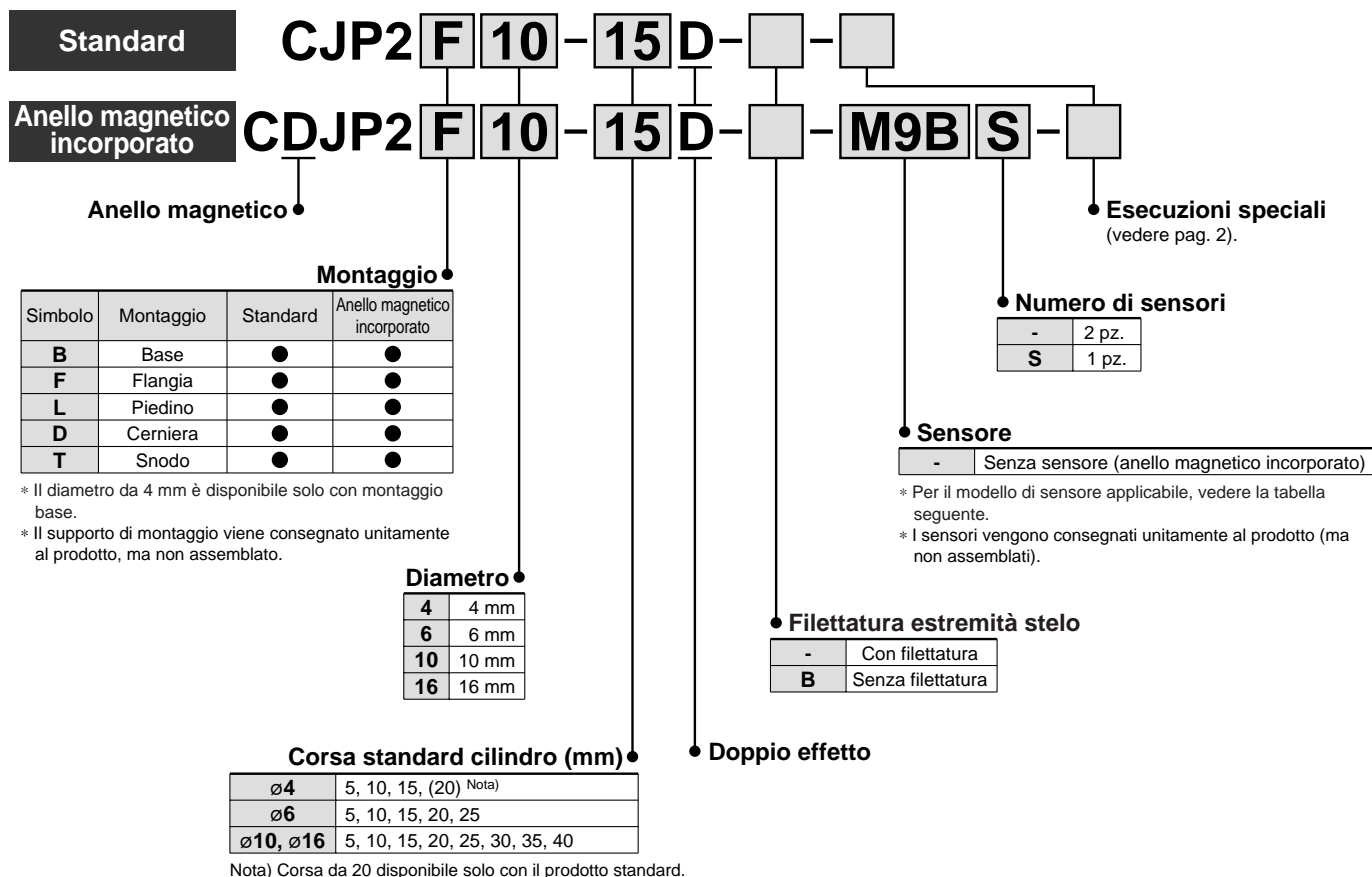 Standard
CJP2 F 10 - 15 D - -
Anello magnetico
incorporato
CDJP2 F 10 - 15 D - - M9B S -
Anello magnetico
Esecuzioni speciali
(vedere pag. 2).
Montaggio
Simbolo Montaggio Standard Anello magnetico
incorporato
B Base ● ●
F Flangia ● ●
L Piedino ● ●
D Cerniera ● ●
T Snodo ● ●
∗ Il diametro da 4 mm è disponibile solo con montaggio
base.
∗ Il supporto di montaggio viene consegnato unitamente
al prodotto, ma non assemblato.
Numero di sensori
- 2 pz.
S 1 pz.
Sensore
- Senza sensore (anello magnetico incorporato)
∗ Per il modello di sensore applicabile, vedere la tabella
seguente.
∗ I sensori vengono consegnati unitamente al prodotto (ma
non assemblati).
Diametro
4 4 mm
6 6 mm
10 10 mm
16 16 mm
Filettatura estremità stelo
- Con filettatura
B Senza filettatura
Doppio effetto
Corsa standard cilindro (mm)
ø4 5, 10, 15, (20) Nota)
ø6 5, 10, 15, 20, 25
ø10, ø16 5, 10, 15, 20, 25, 30, 35, 40
Nota) Corsa da 20 disponibile solo con il prodotto standard.